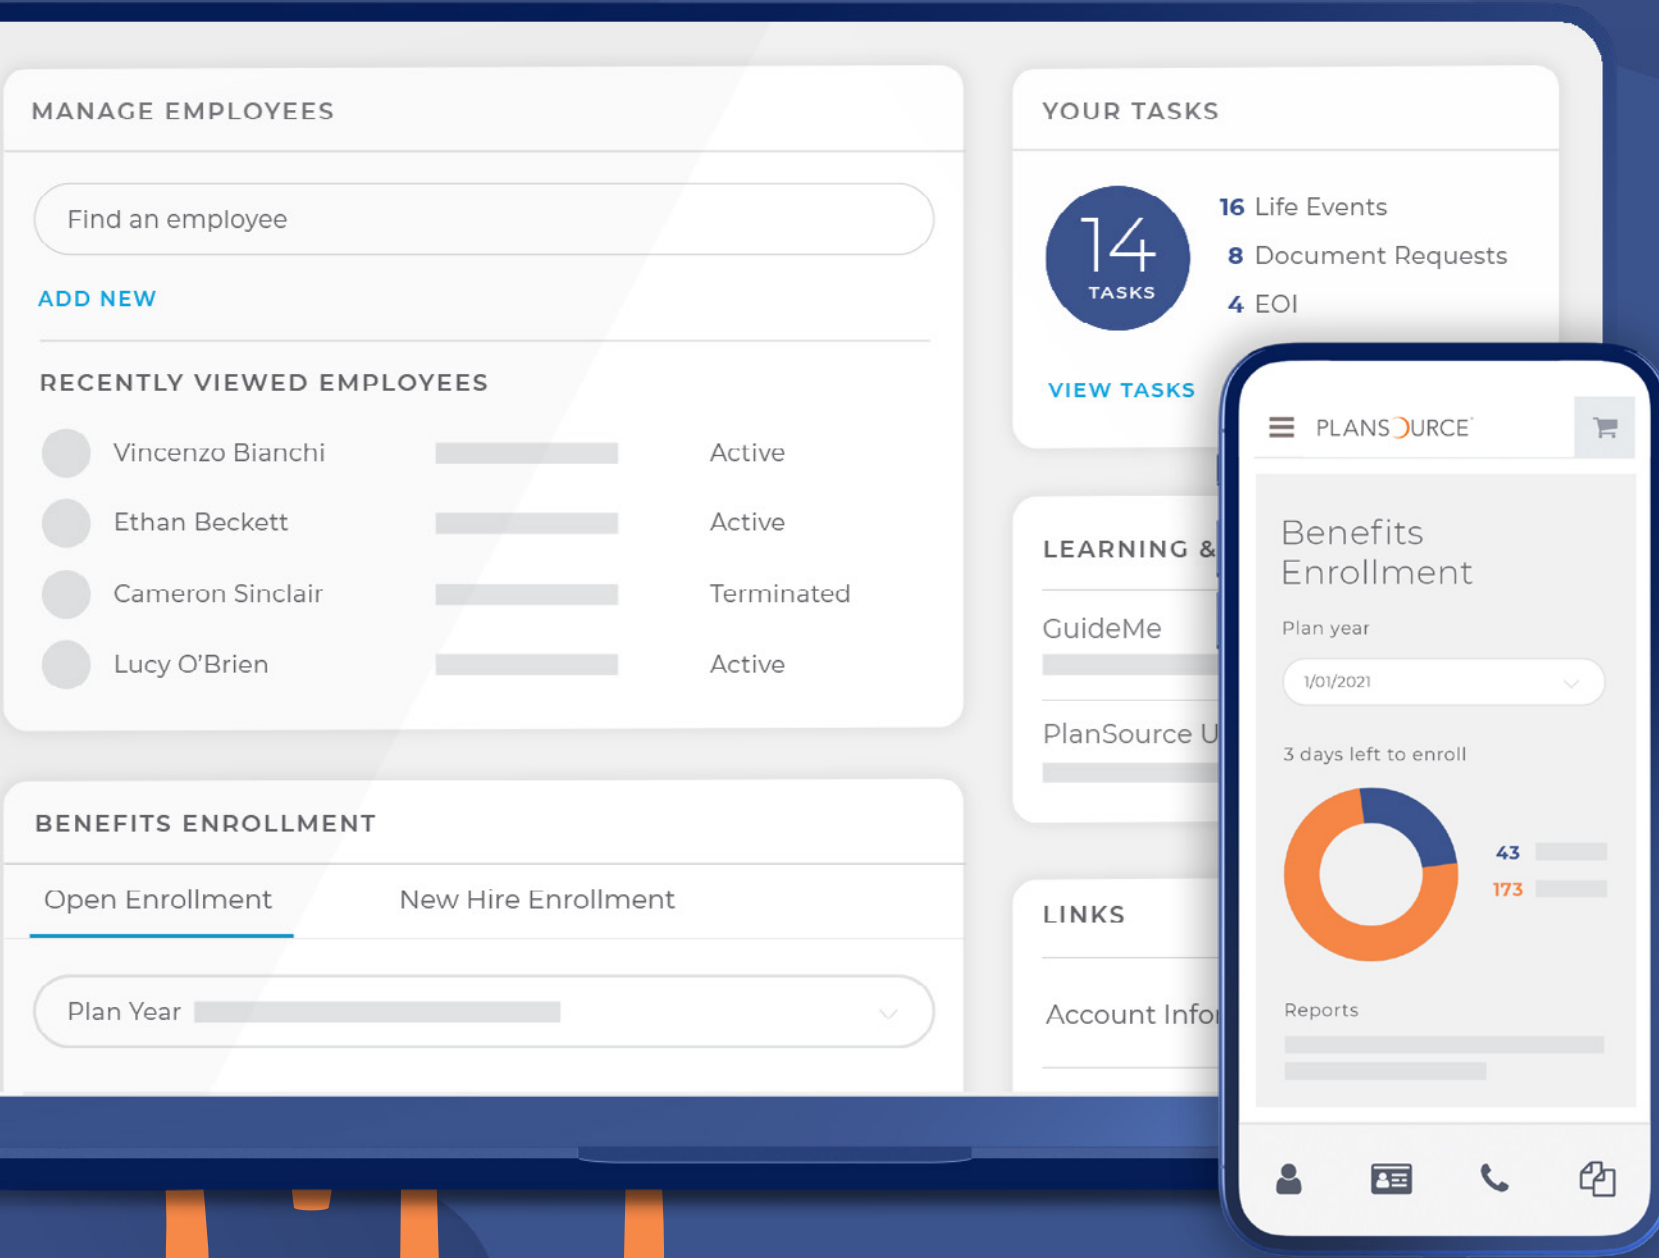 MANAGE EMPLOYEES
Find an employee
ADD NEW
RECENTLY VIEWED EMPLOYEES
Vincenzo Bianchi Active
Ethan Beckett Active
Cameron Sinclair Terminated
Lucy O'Brien Active
BENEFITS ENROLLMENT
Open Enrollment New Hire Enrollment
Plan Year
YOUR TASKS
14
TASKS
16 Life Events
8 Document Requests
4 EOI
VIEW TASKS
LEARNING &
GuideMe
PlanSource U
LINKS
Account Infor
PLANSOURCE
Benefits
Enrollment
Plan year
1/01/2021
3 days left to enroll
43
173
Reports